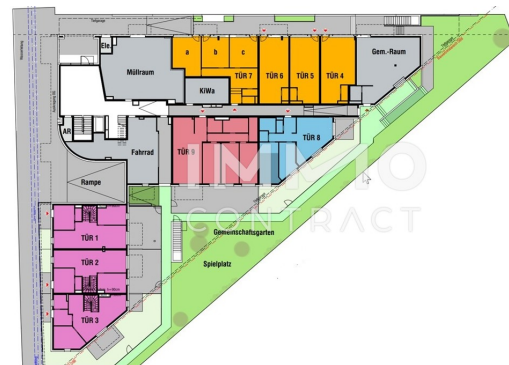 Ele.
Müllraum
a b c
TÜR 7
TÜR 6
TÜR 5
TÜR 4
Gem.-Raum
KiWa
AR
Fahrrad
TÜR 9
TÜR 8
Rampe
IMMO
CONTRACT
TÜR 1
TÜR 2
TÜR 3
Gemeinschaftsgarten
Spielplatz